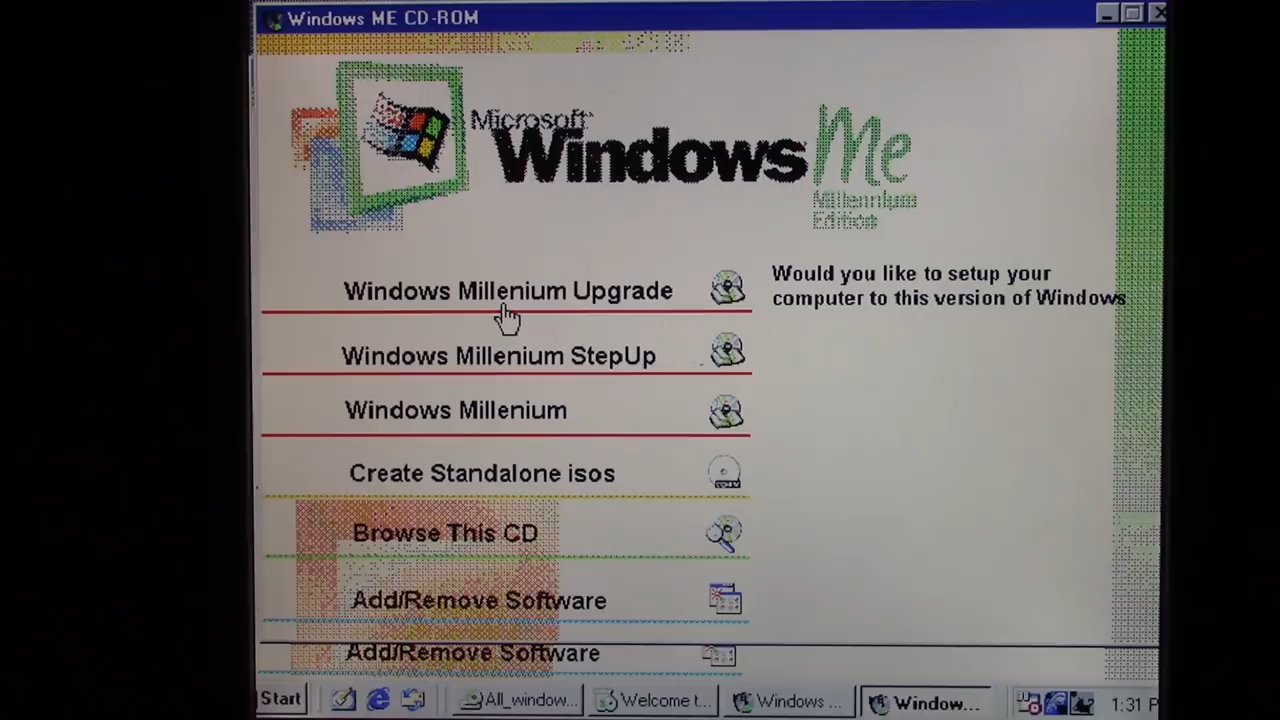 Windows ME CD-ROM
Microsoft
Windows Me
Millennium
Edition
Windows Millenium Upgrade
Would you like to setup your
computer to this version of Windows
Windows Millenium StepUp
Windows Millenium
Create Standalone isos
Browse This CD
Add/Remove Software
Add/Remove Software
Start
All_window...
Welcome t...
Windows ...
Window...
1:31 P